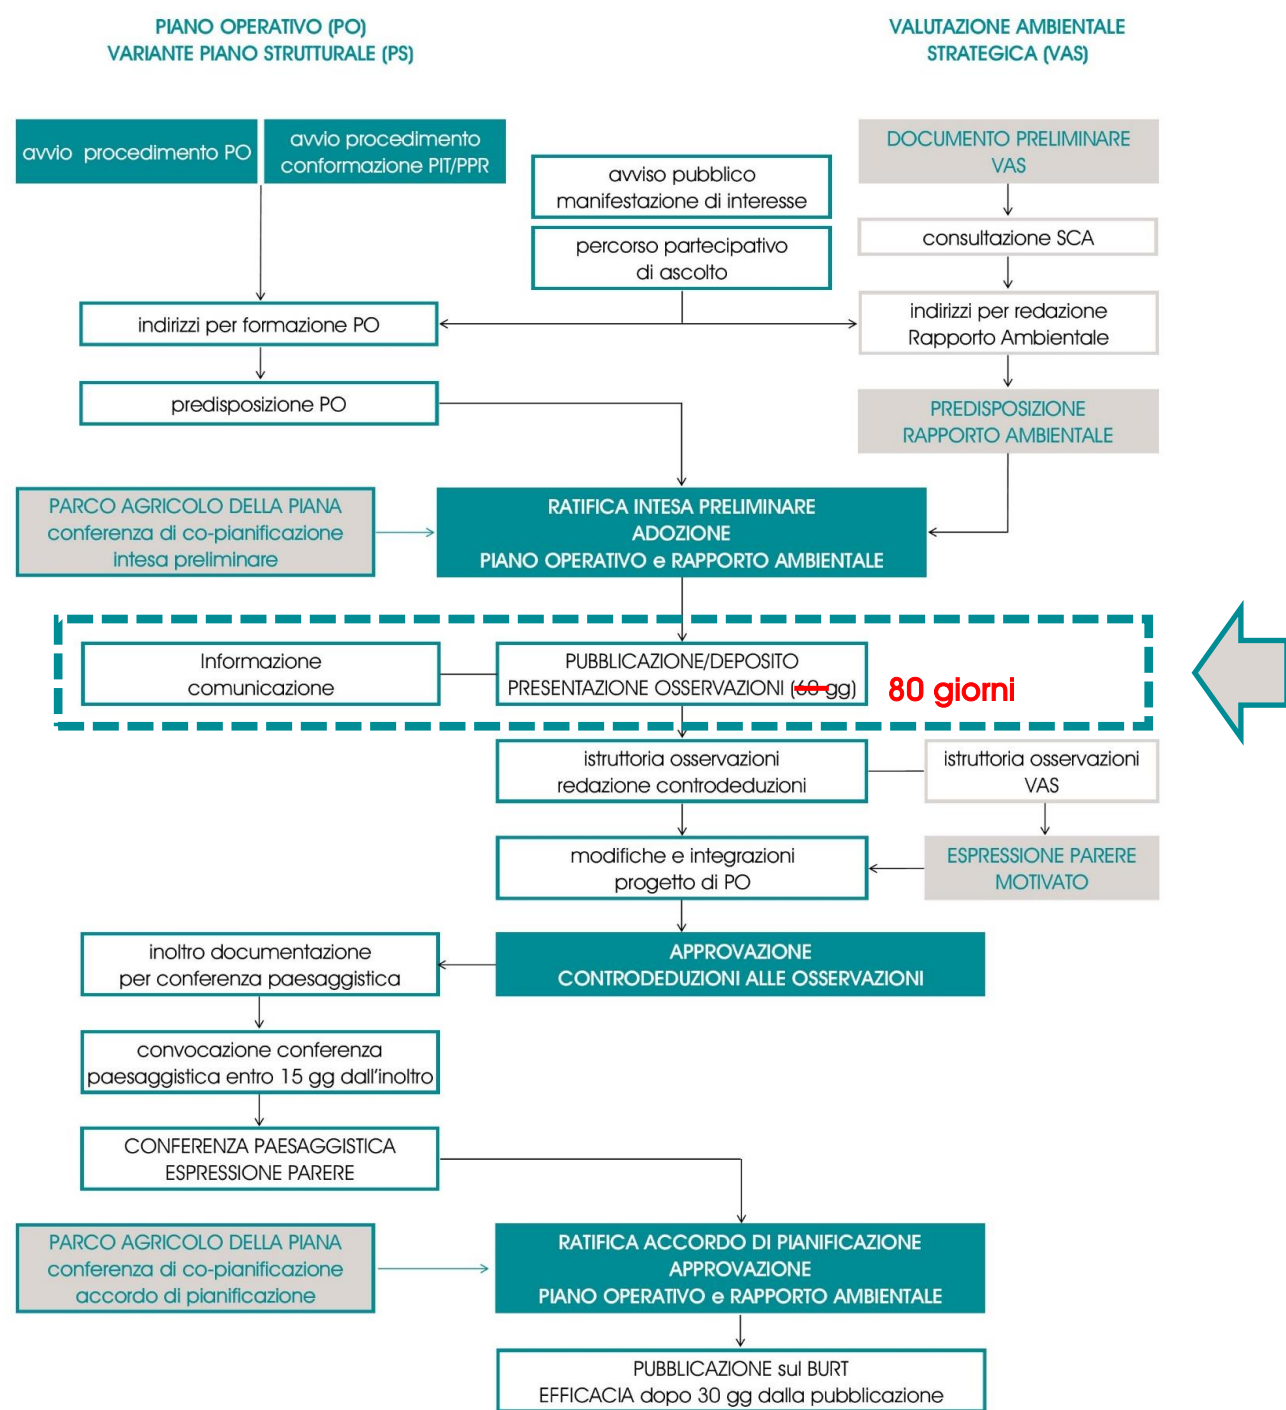 PIANO OPERATIVO (PO)
VARIANTE PIANO STRUTTURALE (PS)
VALUTAZIONE AMBIENTALE
STRATEGICA (VAS)
avvio procedimento PO
avvio procedimento
conformazione PIT/PPR
avviso pubblico
manifestazione di interesse
DOCUMENTO PRELIMINARE
VAS
percorso partecipativo
di ascolto
consultazione SCA
indirizzi per formazione PO
indirizzi per redazione
Rapporto Ambientale
predisposizione PO
PREDISPOSIZIONE
RAPPORTO AMBIENTALE
PARCO AGRICOLO DELLA PIANA
conferenza di co-pianificazione
intesa preliminare
RATIFICA INTESA PRELIMINARE
ADOZIONE
PIANO OPERATIVO e RAPPORTO AMBIENTALE
Informazione
comunicazione
PUBBLICAZIONE/DEPOSITO
PRESENTAZIONE OSSERVAZIONI (60 gg)
80 giorni
istruttoria osservazioni
redazione controdeduzioni
istruttoria osservazioni
VAS
modifiche e integrazioni
progetto di PO
ESPRESSIONE PARERE
MOTIVATO
inoltro documentazione
per conferenza paesaggistica
APPROVAZIONE
CONTRODEDUZIONI ALLE OSSERVAZIONI
convocazione conferenza
paesaggistica entro 15 gg dall'inoltro
CONFERENZA PAESAGGISTICA
ESPRESSIONE PARERE
PARCO AGRICOLO DELLA PIANA
conferenza di co-pianificazione
accordo di pianificazione
RATIFICA ACCORDO DI PIANIFICAZIONE
APPROVAZIONE
PIANO OPERATIVO e RAPPORTO AMBIENTALE
PUBBLICAZIONE sul BURT
EFFICACIA dopo 30 gg dalla pubblicazione